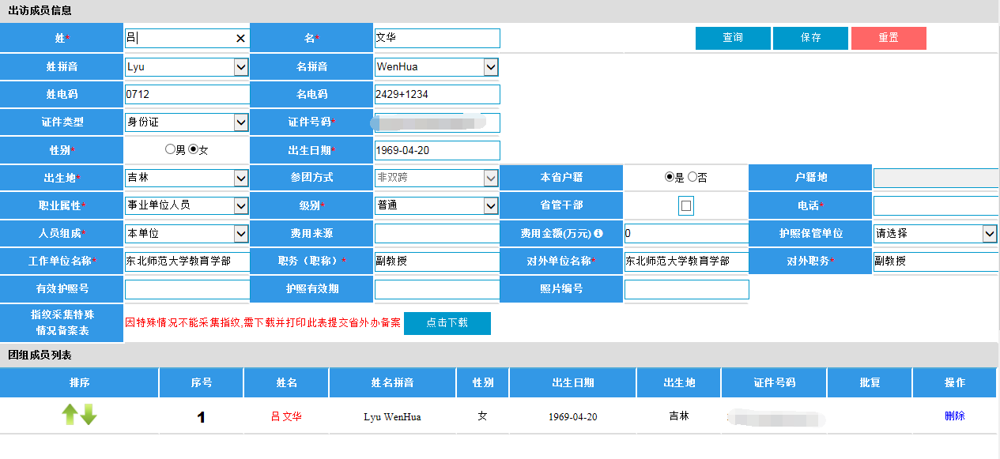 出访成员信息
姓* 吕 名* 文华 查询 保存 重置
姓拼音 Lyu 名拼音 WenHua
姓电码 0712 名电码 2429+1234
证件类型 身份证 证件号码*
性别* 男 女 出生日期* 1969-04-20
出生地* 吉林 参团方式 非双跨 本省户籍 是 否 户籍地
职业属性* 事业单位人员 级别* 普通 省管干部 电话*
人员组成* 本单位 费用来源 费用金额(万元) 0 护照保管单位 请选择
工作单位名称* 东北师范大学教育学部 职务（职称）* 副教授 对外单位名称* 东北师范大学教育学部 对外职务* 副教授
有效护照号 护照有效期 照片编号
指纹采集特殊
情况备案表 因特殊情况不能采集指纹,需下载并打印此表提交省外办备案 点击下载
团组成员列表
排序 序号 姓名 姓名拼音 性别 出生日期 出生地 证件号码 批复 操作
1 吕 文华 Lyu WenHua 女 1969-04-20 吉林 删除